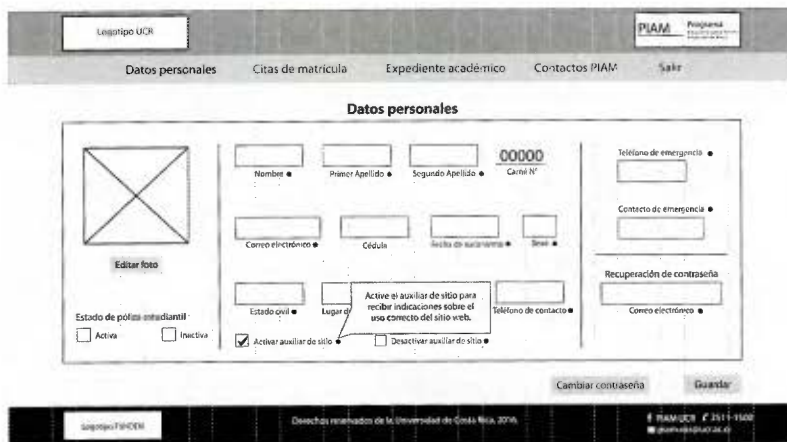 Logotipo UCR
PIAM Programa
Datos personales Citas de matrícula Expediente académico Contactos PIAM Salir
Datos personales
00000
Nombre Primer Apellido Segundo Apellido Carné N°
Teléfono de emergencia
Contacto de emergencia
Correo electrónico Cédula Fecha de nacimiento Sexo
Editar foto
Recuperación de contraseña
Active el auxiliar de sitio para
recibir indicaciones sobre el
uso correcto del sitio web.
Estado civil Lugar d Teléfono de contacto Correo electrónico
Estado de póliza estudiantil
Activa Inactiva
Activar auxiliar de sitio Desactivar auxiliar de sitio
Cambiar contraseña Guardar
Derechos reservados de la Universidad de Costa Rica, 2016.
PIAM UCR 2511-1500